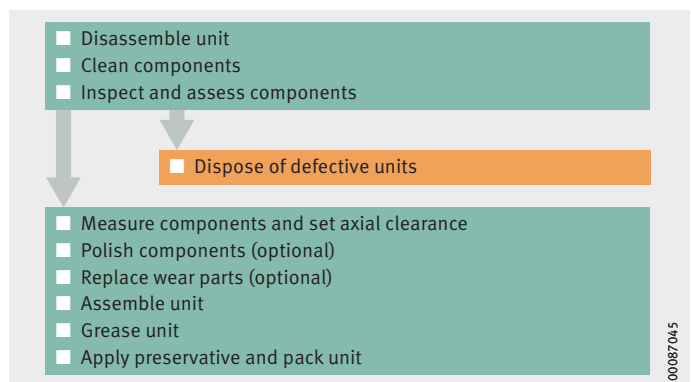 Disassemble unit
Clean components
Inspect and assess components
Dispose of defective units
Measure components and set axial clearance
Polish components (optional)
Replace wear parts (optional)
Assemble unit
Grease unit
Apply preservative and pack unit
00087045